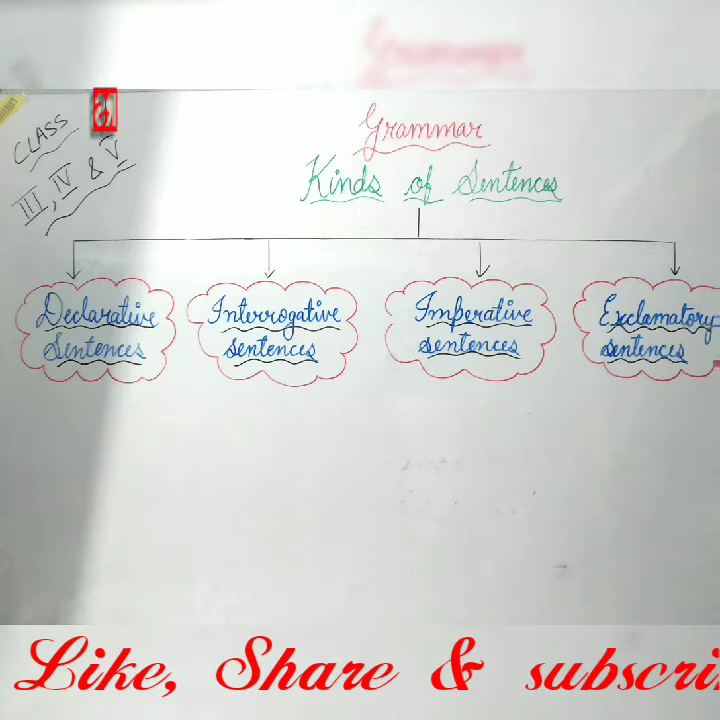 CLASS
III, IV & V
Grammar
Kinds of Sentences
Declarative
Sentences
Interrogative
sentences
Imperative
sentences
Exclamatory
sentences
Like, Share & subscri